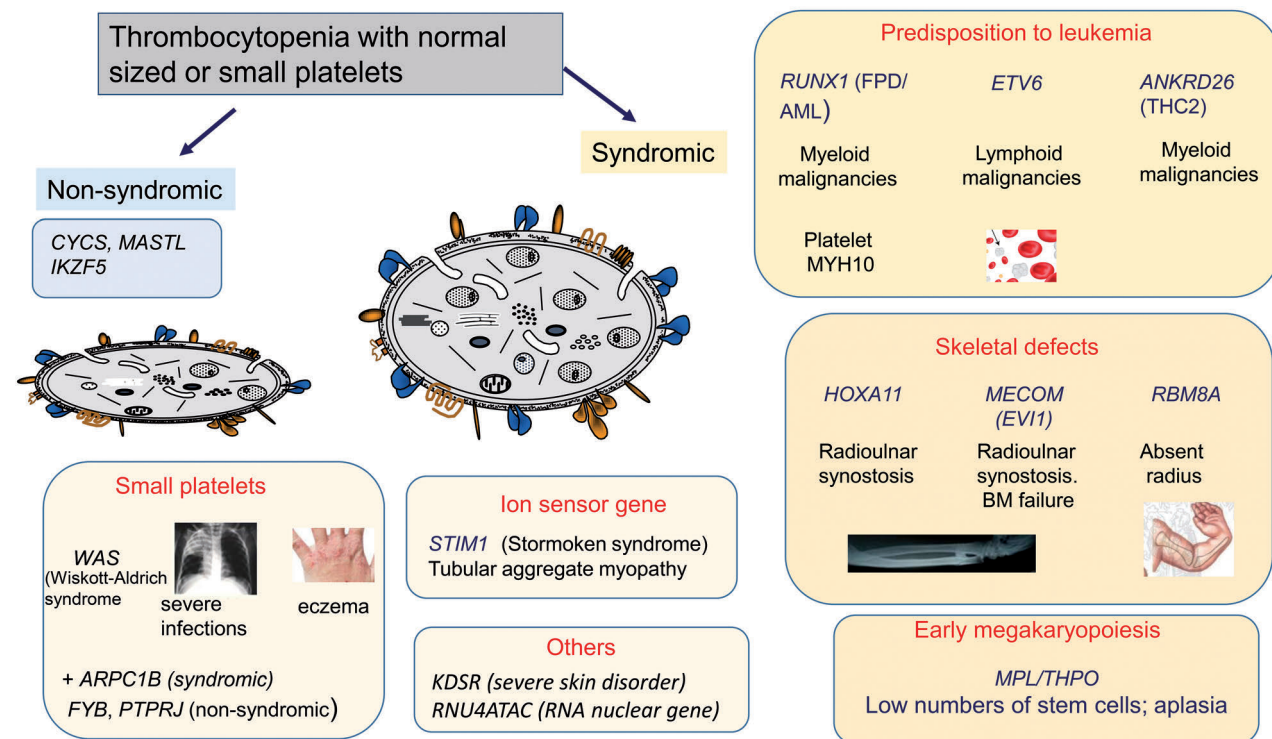 Thrombocytopenia with normal
sized or small platelets
Non-syndromic
CYCS, MASTL
IKZF5
Syndromic
Small platelets
WAS
(Wiskott-Aldrich
syndrome
severe
infections
eczema
+ ARPC1B (syndromic)
FYB, PTPRJ (non-syndromic)
Ion sensor gene
STIM1 (Stormoken syndrome)
Tubular aggregate myopathy
Others
KDSR (severe skin disorder)
RNU4ATAC (RNA nuclear gene)
Predisposition to leukemia
RUNX1 (FPD/
AML)
Myeloid
malignancies
Platelet
MYH10
ETV6
Lymphoid
malignancies
ANKRD26
(THC2)
Myeloid
malignancies
Skeletal defects
HOXA11
Radioulnar
synostosis
MECOM
(EVI1)
Radioulnar
synostosis.
BM failure
RBM8A
Absent
radius
Early megakaryopoiesis
MPL/THPO
Low numbers of stem cells; aplasia